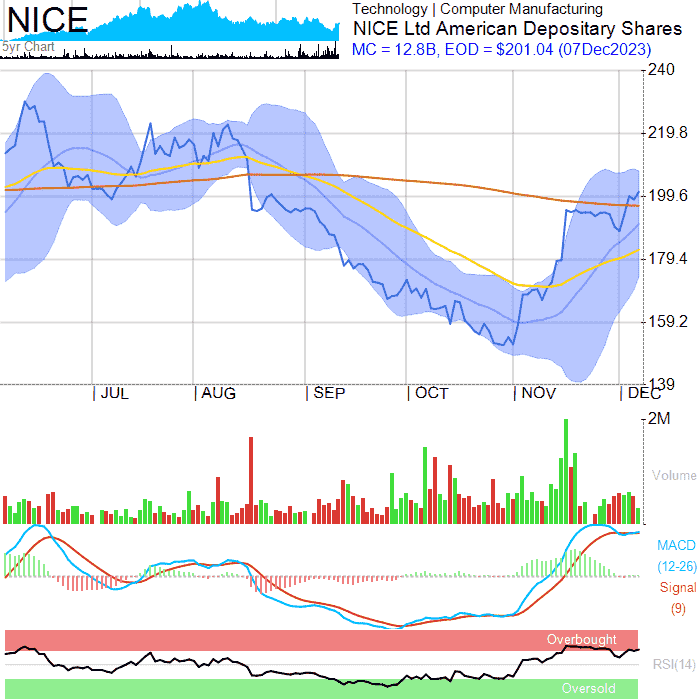 NICE
Technology | Computer Manufacturing
NICE Ltd American Depositary Shares
MC = 12.8B, EOD = $201.04 (07Dec2023)
5yr Chart
240
219.8
199.6
179.4
159.2
139
JUL AUG SEP OCT NOV DEC
2M
Volume
MACD
(12-26)
Signal
(9)
Overbought
RSI(14)
Oversold